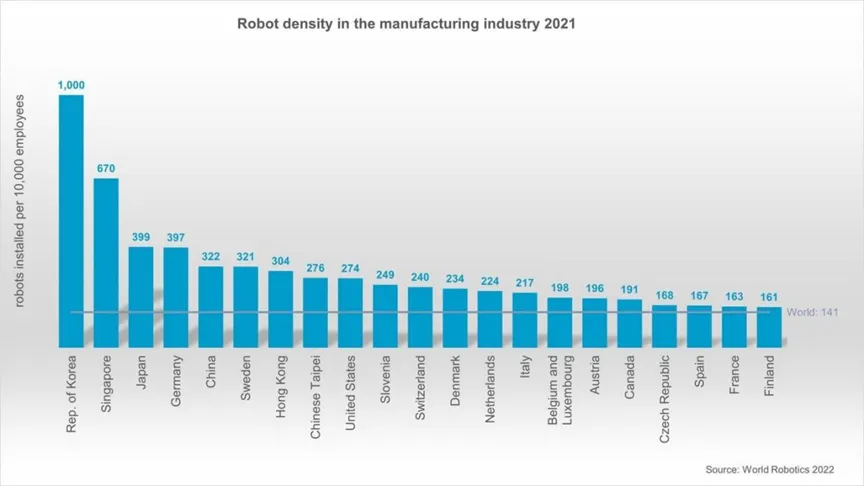 Robot density in the manufacturing industry 2021
robots installed per 10,000 employees
1,000
670
399
397
322
321
304
276
274
249
240
234
224
217
198
196
191
168
167
163
161
World: 141
Rep. of Korea
Singapore
Japan
Germany
China
Sweden
Hong Kong
Chinese Taipei
United States
Slovenia
Switzerland
Denmark
Netherlands
Italy
Belgium and
Luxembourg
Austria
Canada
Czech Republic
Spain
France
Finland
Source: World Robotics 2022